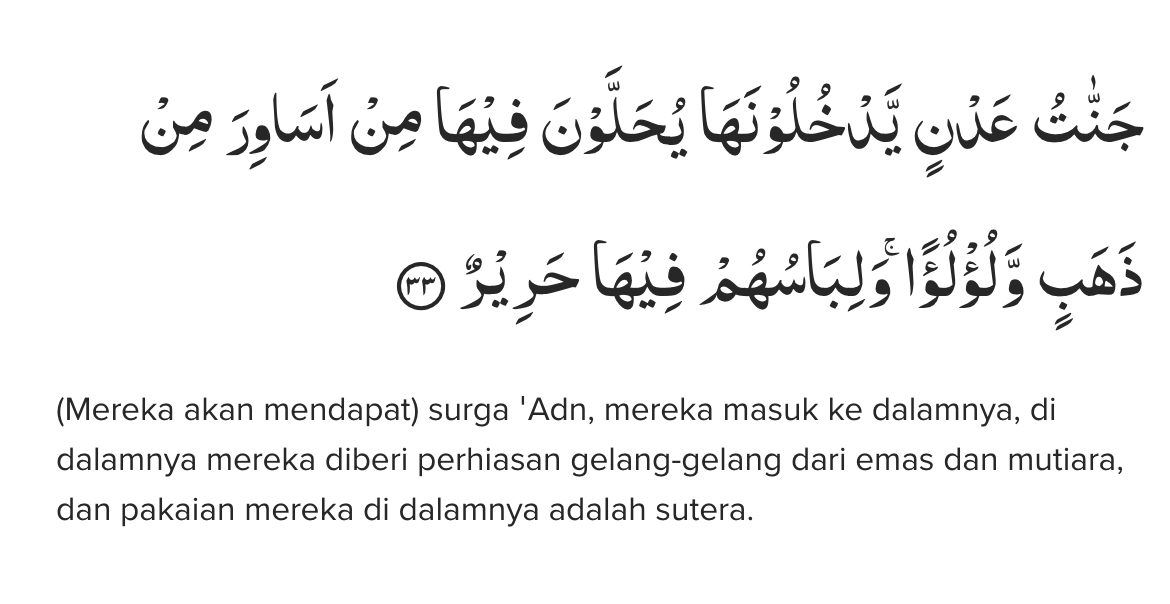 جَنّٰتُ عَدْنٍ يَّدْخُلُوْنَهَا يُحَلَّوْنَ فِيْهَا مِنْ اَسَاوِرَ مِنْ
ذَهَبٍ وَّلُؤْلُؤًا ۚوَلِبَاسُهُمْ فِيْهَا حَرِيْرٌ ٣٣
(Mereka akan mendapat) surga 'Adn, mereka masuk ke dalamnya, di
dalamnya mereka diberi perhiasan gelang-gelang dari emas dan mutiara,
dan pakaian mereka di dalamnya adalah sutera.